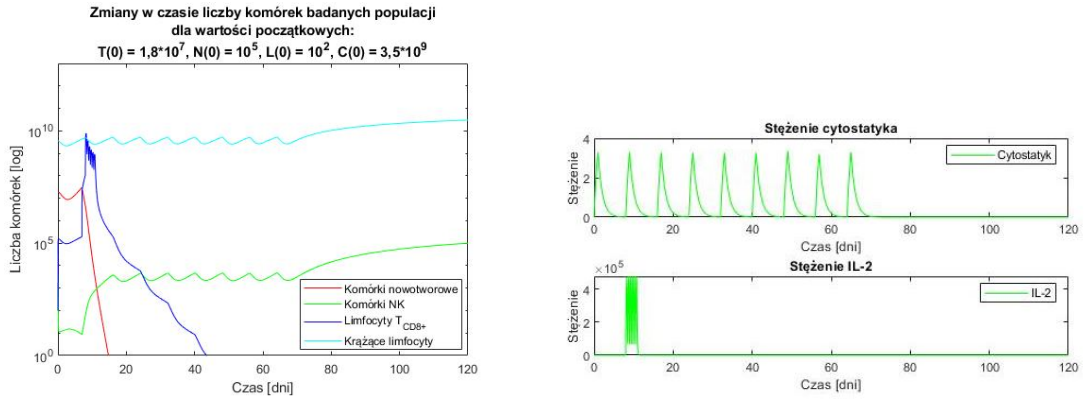 Zmiany w czasie liczby komórek badanych populacji
dla wartości początkowych:
T(0) = 1,8*10^7, N(0) = 10^5, L(0) = 10^2, C(0) = 3,5*10^9
10^10
10^5
10^0
Liczba komórek [log]
0 20 40 60 80 100 120
Czas [dni]
Komórki nowotworowe
Komórki NK
Limfocyty T_CD8+
Krążące limfocyty
Stężenie cytostatyka
4
2
0
Stężenie
Cytostatyk
0 20 40 60 80 100 120
Czas [dni]
Stężenie IL-2
×10^5
4
2
0
Stężenie
IL-2
0 20 40 60 80 100 120
Czas [dni]